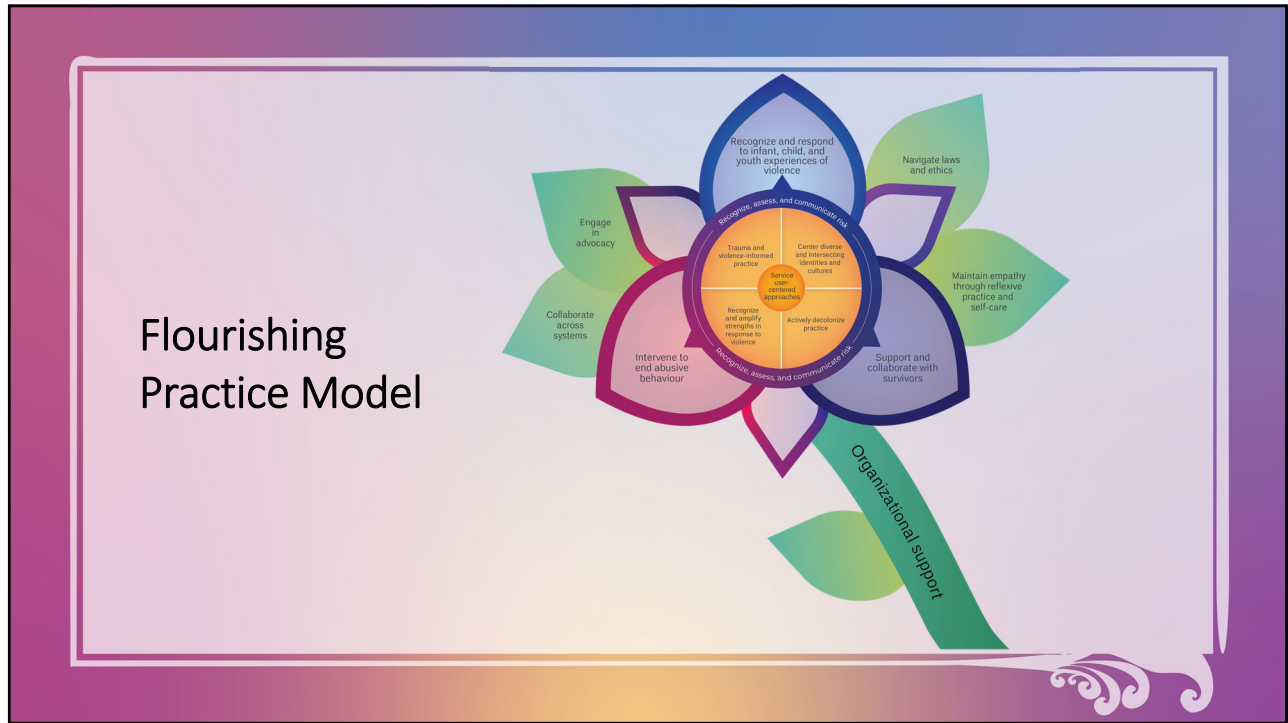 Flourishing
Practice Model
Recognize and respond
to infant, child, and
youth experiences of
violence
Navigate laws
and ethics
Engage
in
advocacy
Recognize, assess, and communicate risk
Trauma and
violence-informed
practice
Center diverse
and intersecting
identities and
cultures
Service
user-
centered
approaches
Maintain empathy
through reflexive
practice and
self-care
Collaborate
across
systems
Recognize
and amplify
strengths in
response to
violence
Actively decolonize
practice
Recognize, assess, and communicate risk
Intervene to
end abusive
behaviour
Support and
collaborate with
survivors
Organizational support